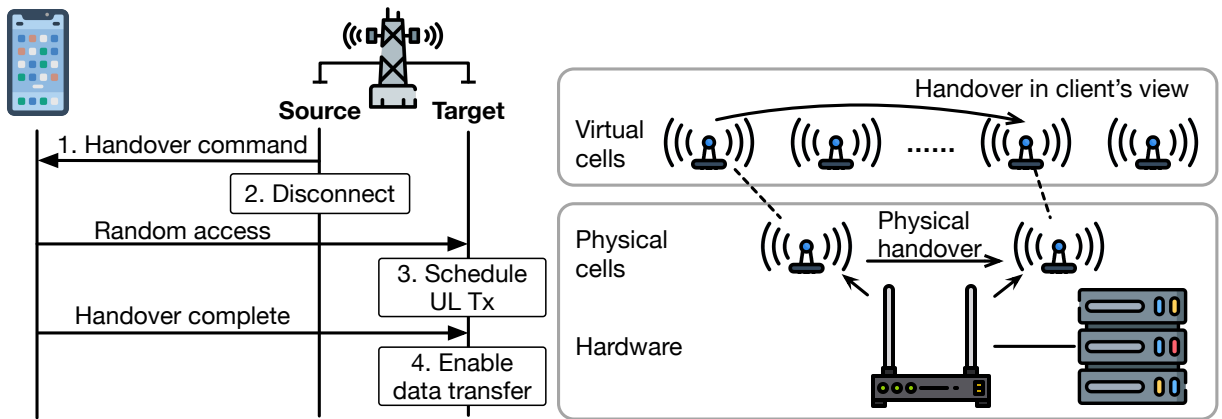 Source
Target
1. Handover command
2. Disconnect
Random access
3. Schedule
UL Tx
Handover complete
4. Enable
data transfer
Handover in client's view
Virtual
cells
......
Physical
cells
Physical
handover
Hardware